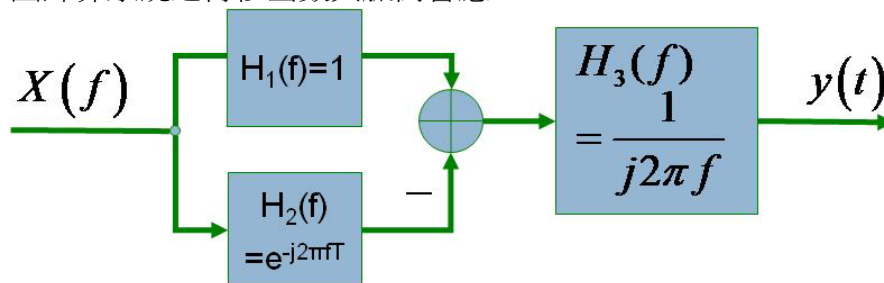 X(f)
H₁(f)=1
H₂(f)
=e^{-j2πfT}
−
H₃(f)
= 1/(j2πf)
y(t)